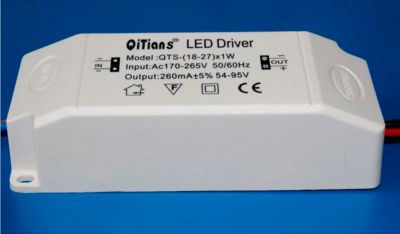 QiTians® LED Driver
Model:QTS-(18-27)x1W
Input:Ac170-265V 50/60Hz
Output:260mA±5% 54-95V
IN
OUT
F
CE